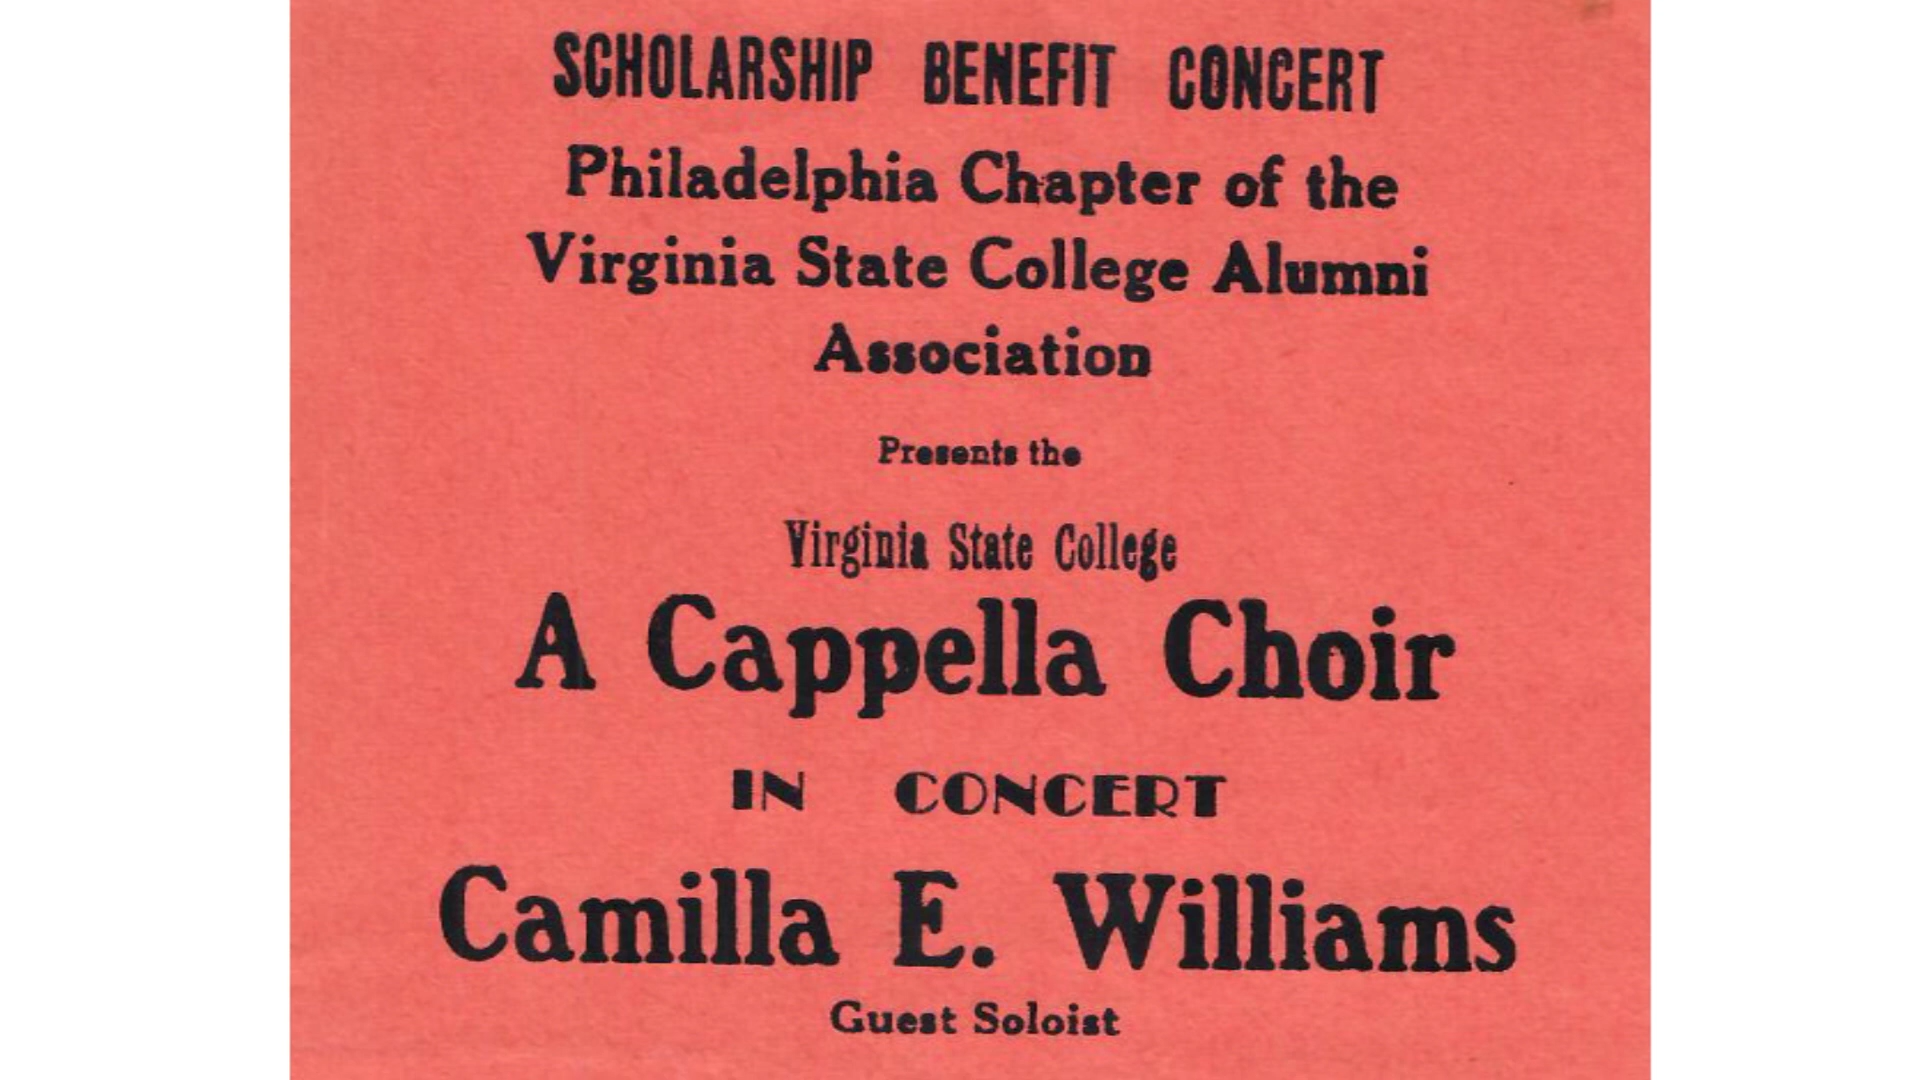 SCHOLARSHIP BENEFIT CONCERT
Philadelphia Chapter of the
Virginia State College Alumni
Association
Presents the
Virginia State College
A Cappella Choir
IN CONCERT
Camilla E. Williams
Guest Soloist